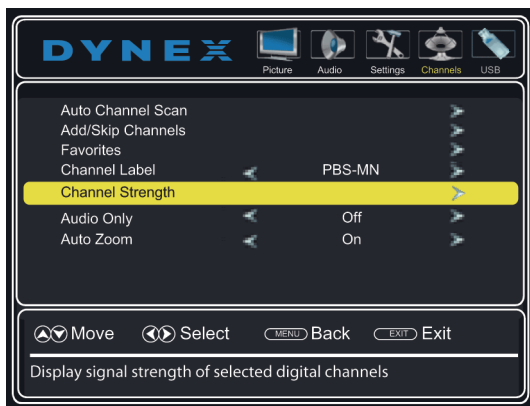 DYNEX
Picture Audio Settings Channels USB
Auto Channel Scan
Add/Skip Channels
Favorites
Channel Label PBS-MN
Channel Strength
Audio Only Off
Auto Zoom On
Move Select MENU Back EXIT Exit
Display signal strength of selected digital channels